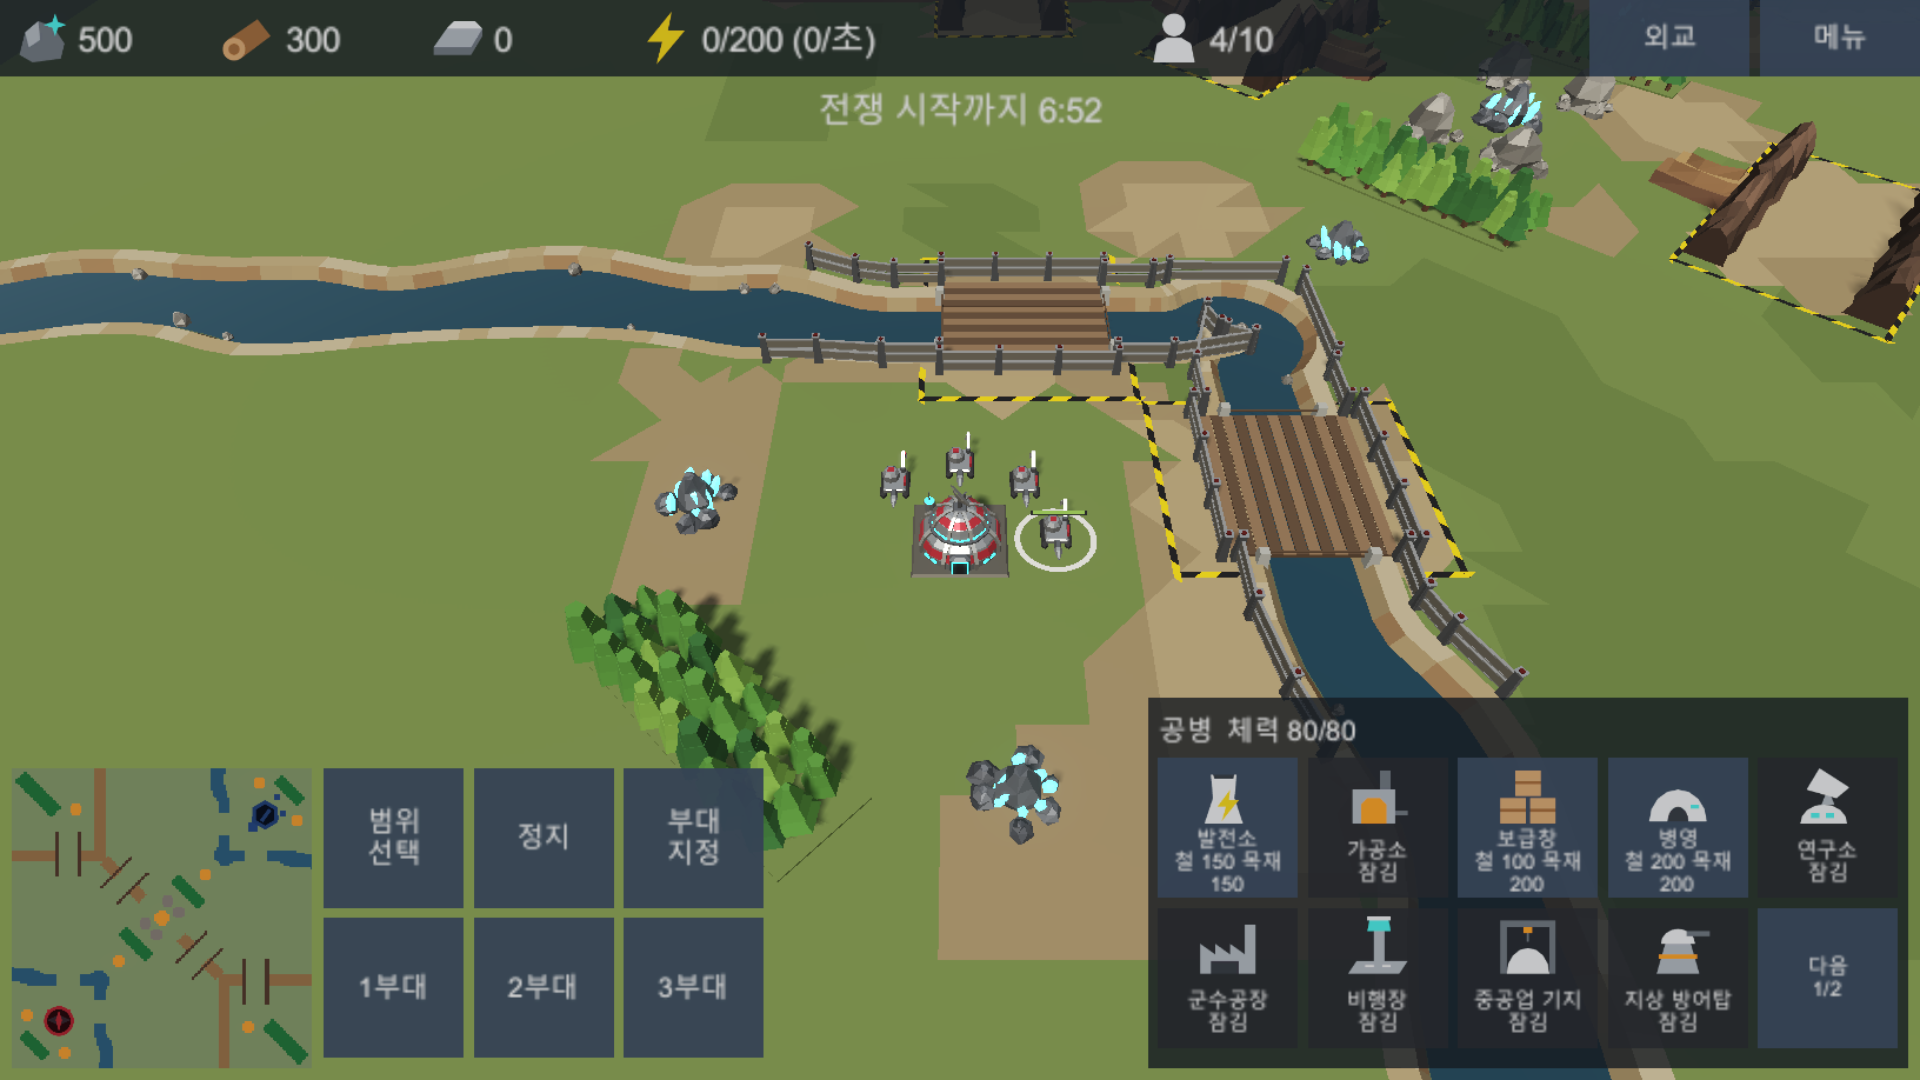 500
300
0
0/200 (0/초)
4/10
외교
메뉴
전쟁 시작까지 6:52
공병 체력 80/80
발전소
철 150 목재
150
가공소
잠김
보급창
철 100 목재
200
병영
철 200 목재
200
연구소
잠김
군수공장
잠김
비행장
잠김
중공업 기지
잠김
지상 방어탑
잠김
다음
1/2
범위
선택
정지
부대
지정
1부대
2부대
3부대